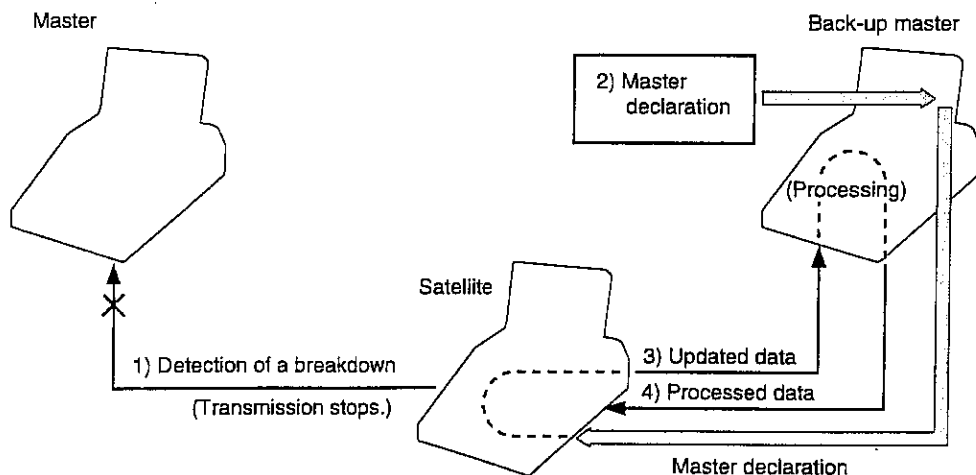 Master
Back-up master
2) Master
declaration
(Processing)
Satellite
1) Detection of a breakdown
(Transmission stops.)
3) Updated data
4) Processed data
Master declaration